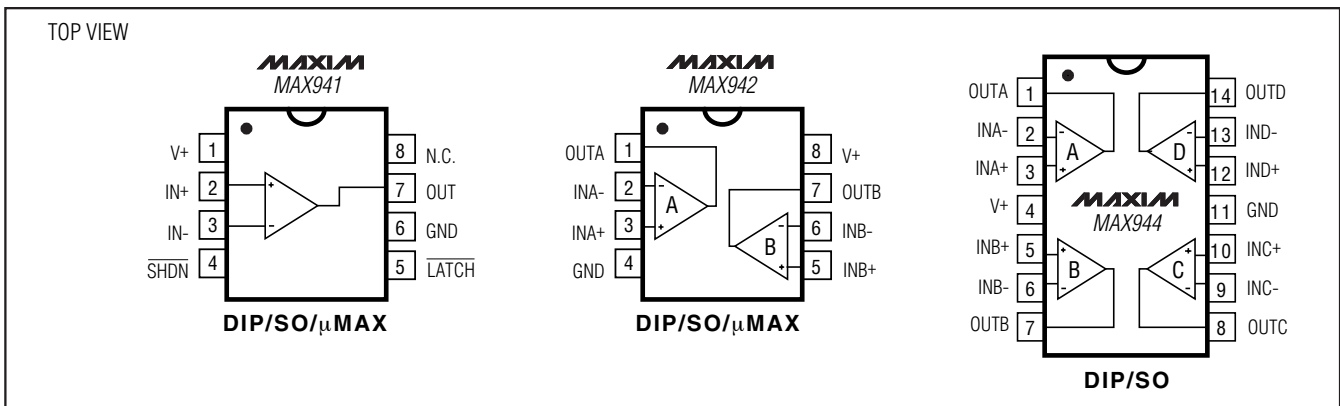 TOP VIEW
MAXIM
MAX941
V+ 1
IN+ 2
IN- 3
SHDN 4
8 N.C.
7 OUT
6 GND
5 LATCH
+
-
DIP/SO/µMAX
MAXIM
MAX942
OUTA 1
INA- 2
INA+ 3
GND 4
8 V+
7 OUTB
6 INB-
5 INB+
- A +
- B +
DIP/SO/µMAX
OUTA 1
INA- 2
INA+ 3
V+ 4
INB+ 5
INB- 6
OUTB 7
14 OUTD
13 IND-
12 IND+
11 GND
10 INC+
9 INC-
8 OUTC
- A +
- D +
MAXIM
MAX944
+ B -
+ C -
DIP/SO